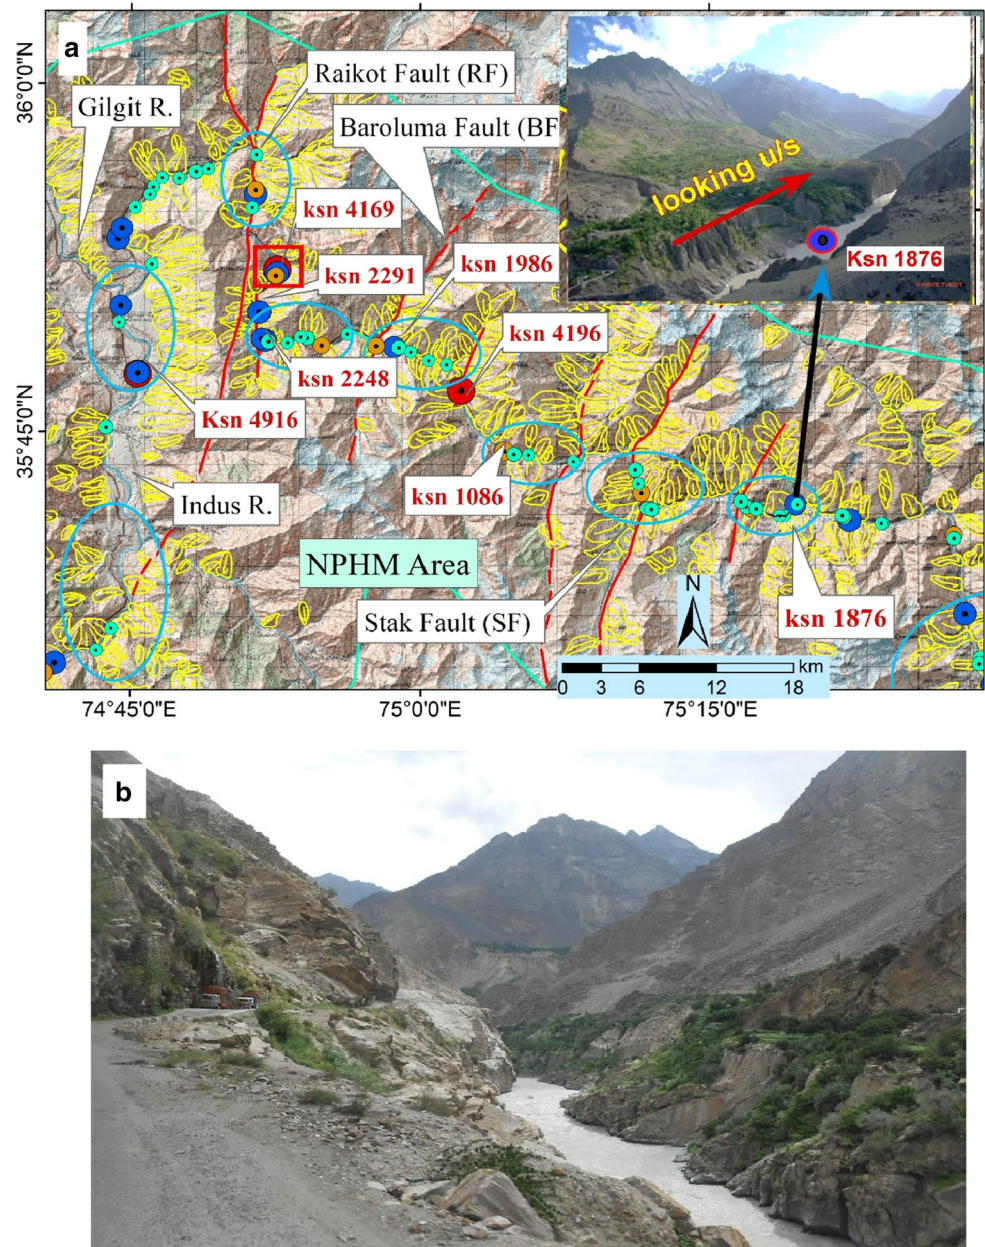 a
36°0'0"N
35°45'0"N
Gilgit R.
Raikot Fault (RF)
Baroluma Fault (BF
looking u/s
Ksn 1876
ksn 4169
ksn 2291
ksn 1986
ksn 4196
ksn 2248
Ksn 4916
ksn 1086
Indus R.
NPHM Area
Stak Fault (SF)
ksn 1876
N
km
0 3 6 12 18
74°45'0"E
75°0'0"E
75°15'0"E
b